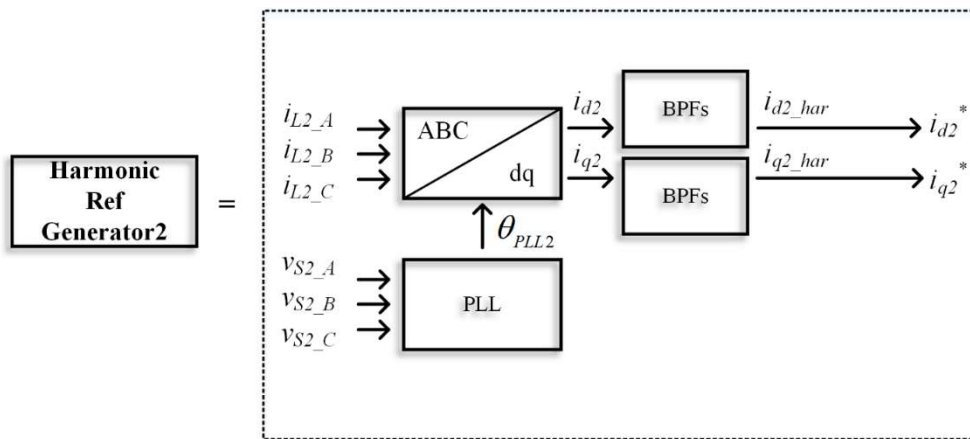 Harmonic
Ref
Generator2
=
i_{L2_A}
i_{L2_B}
i_{L2_C}
ABC
dq
i_{d2}
i_{q2}
BPFs
BPFs
i_{d2_har}
i_{q2_har}
i_{d2}*
i_{q2}*
θ_{PLL2}
v_{S2_A}
v_{S2_B}
v_{S2_C}
PLL